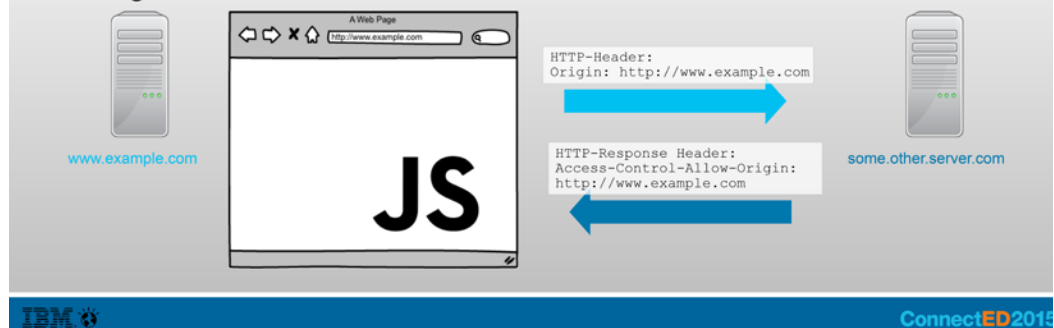 A Web Page
http://www.example.com
HTTP-Header:
Origin: http://www.example.com
www.example.com
JS
HTTP-Response Header:
Access-Control-Allow-Origin:
http://www.example.com
some.other.server.com
IBM
ConnectED2015